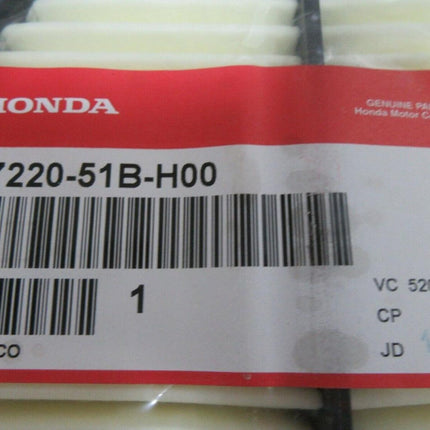 HONDA
GENUINE PA
Honda Motor C
7220-51B-H00
1
VC 520
CP
CO
JD